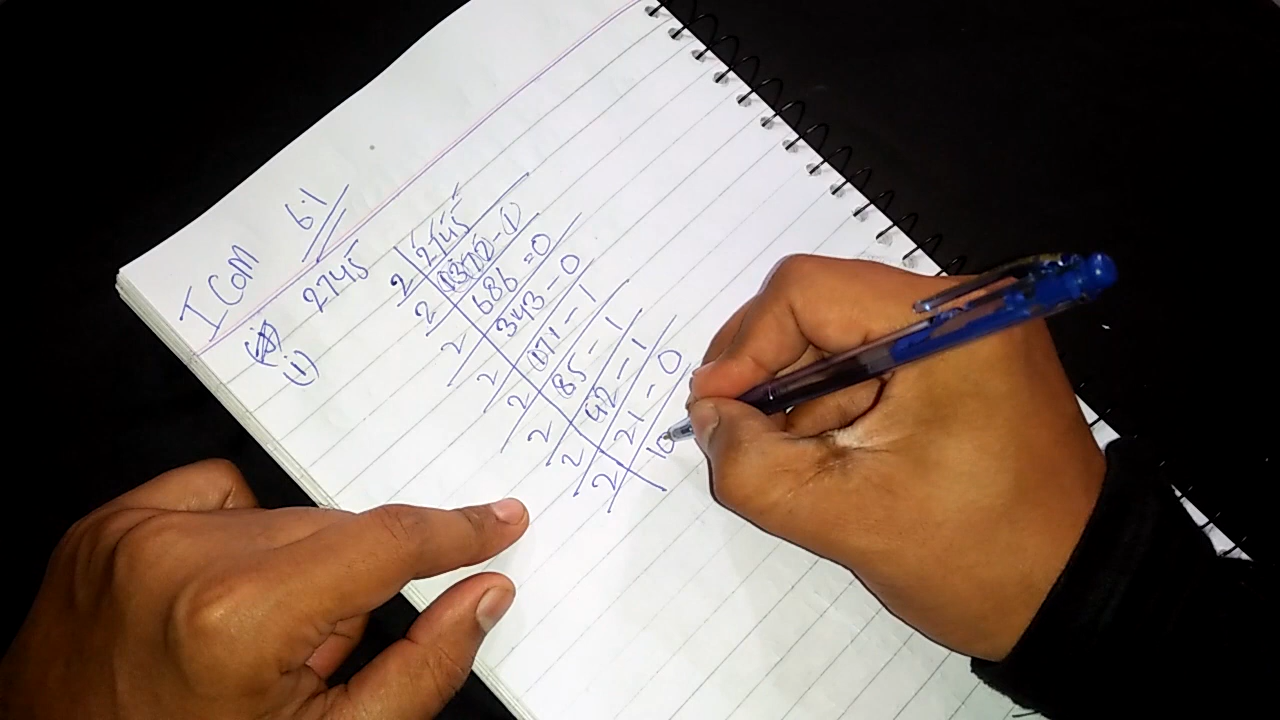 I COM
6.1
(i) 2745
2 2745
2 1372 - 1
2 686 - 0
2 343 - 0
2 171 - 1
2 85 - 1
2 42 - 1
2 21 - 0
2 10